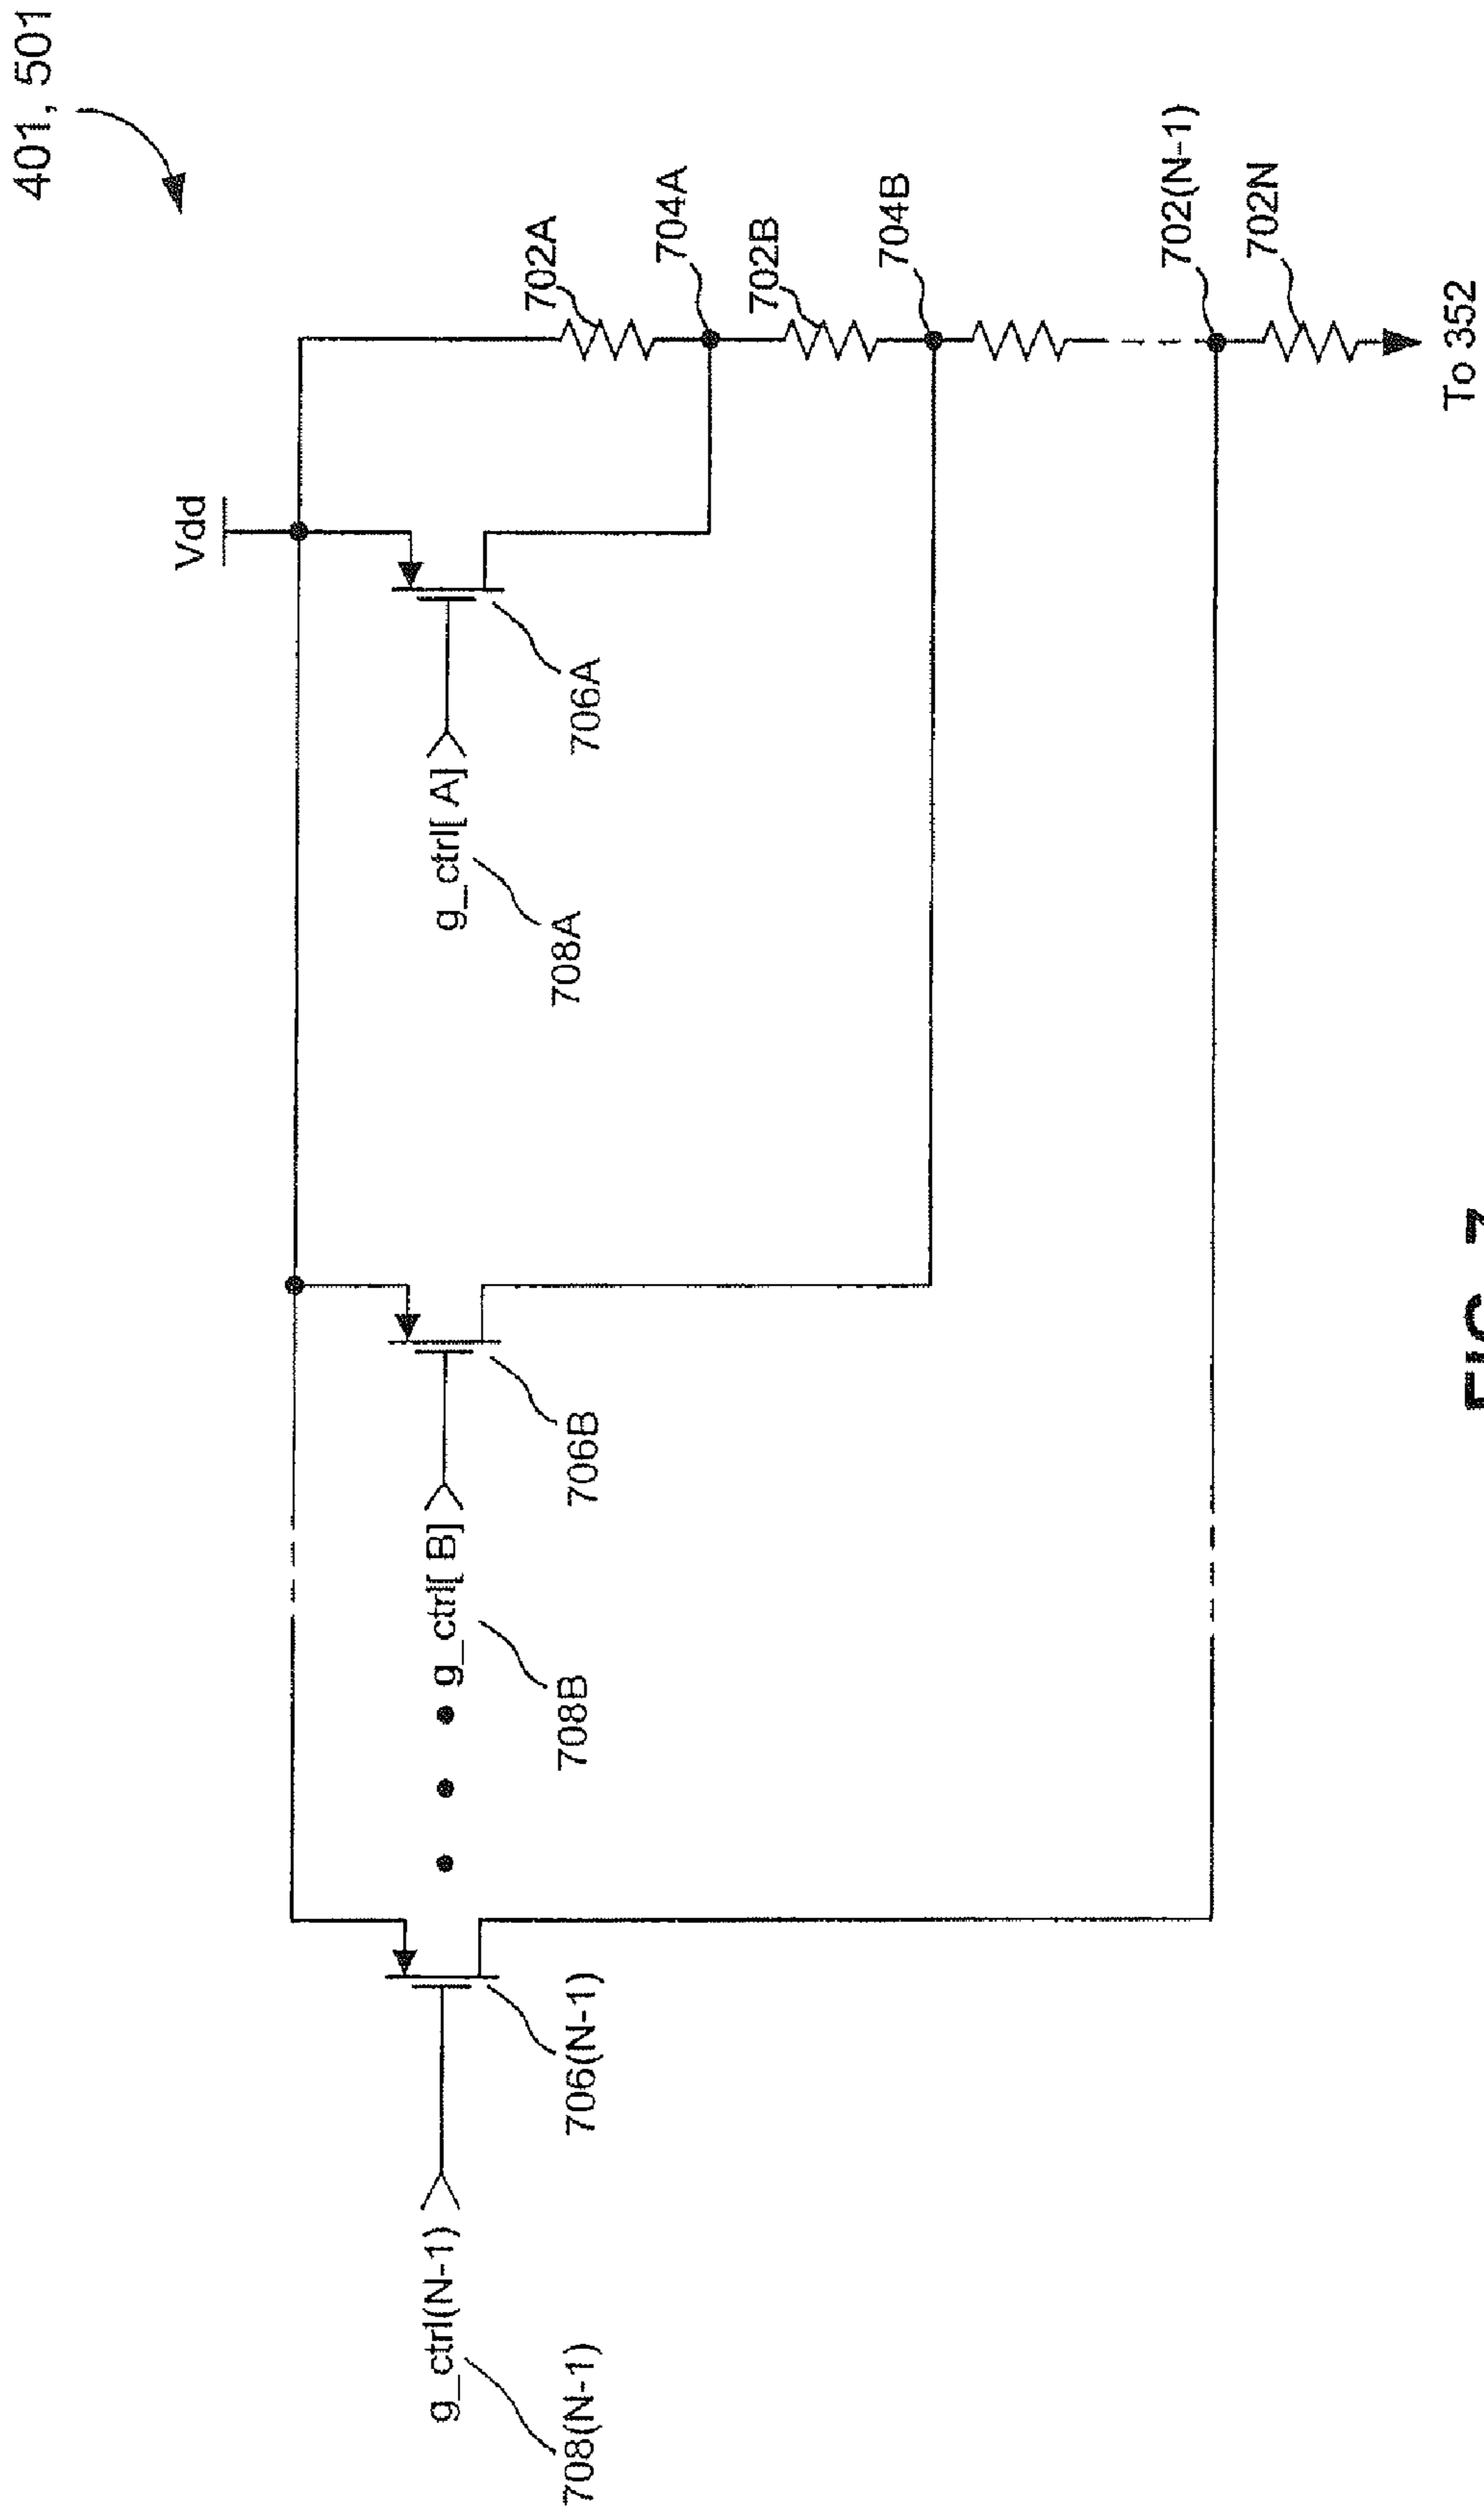 401, 501
Vdd
702A
704A
702B
704B
702(N-1)
702N
To 352
g_ctrl[ A]
708A
706A
g_ctrl[ B]
708B
706B
g_ctrl(N-1)
708(N-1)
706(N-1)